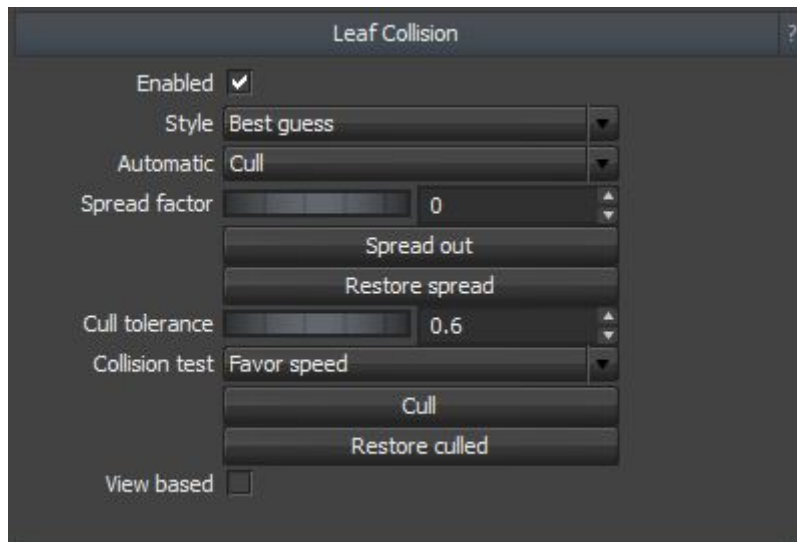 Leaf Collision ?
Enabled
Style Best guess
Automatic Cull
Spread factor 0
Spread out
Restore spread
Cull tolerance 0.6
Collision test Favor speed
Cull
Restore culled
View based